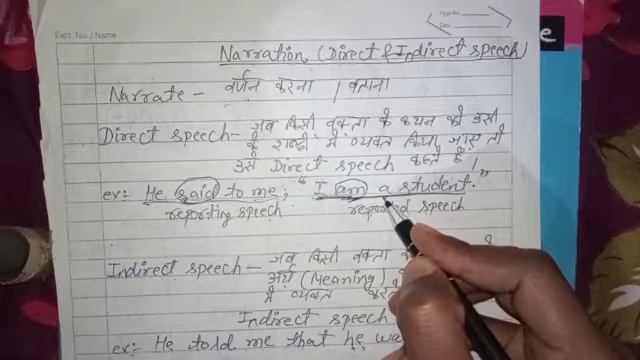 Expt. No. / Name
Page No.
Date
Narration (Direct & Indirect speech)
Narrate - वर्णन करना / बताना
Direct speech - जब किसी वक्ता के कथन को उसी
के शब्दों में व्यक्त किया जाए तो
उसे Direct speech कहते हैं।
ex: He said to me, "I am a student."
reporting speech reported speech
Indirect speech - जब किसी वक्ता
अर्थ (Meaning)
में व्यक्त
Indirect speech
ex: He told me that he